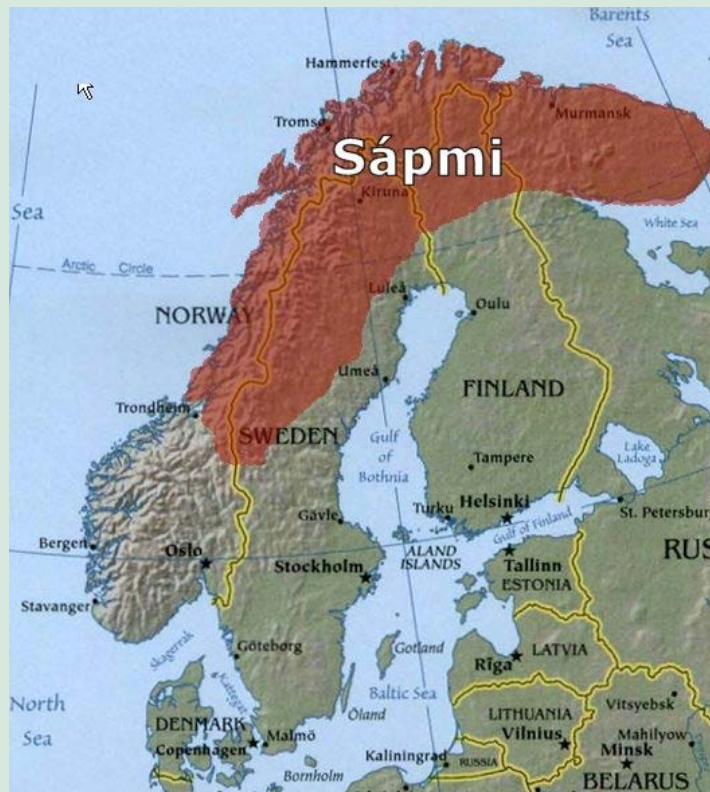 Barents
Sea
Hammerfest
Tromsø
Murmansk
Sápmi
Kiruna
Sea
White Sea
Arctic Circle
Luleå
Oulu
NORWAY
Umeå
FINLAND
Trondheim
SWEDEN
Gulf
of
Bothnia
Lake
Ladoga
Tampere
Gävle
Turku
Helsinki
St. Petersburg
Gulf of Finland
Bergen
Oslo
Stockholm
ALAND
ISLANDS
Tallinn
RUS
ESTONIA
Stavanger
Skagerrak
Göteborg
Gotland
LATVIA
Rīga
Kattegat
North
Sea
Baltic Sea
Öland
LITHUANIA
Vitsyebsk
DENMARK
Malmö
Vilnius
Mahilyow
Copenhagen
Kaliningrad
RUSSIA
Minsk
Bornholm
BELARUS